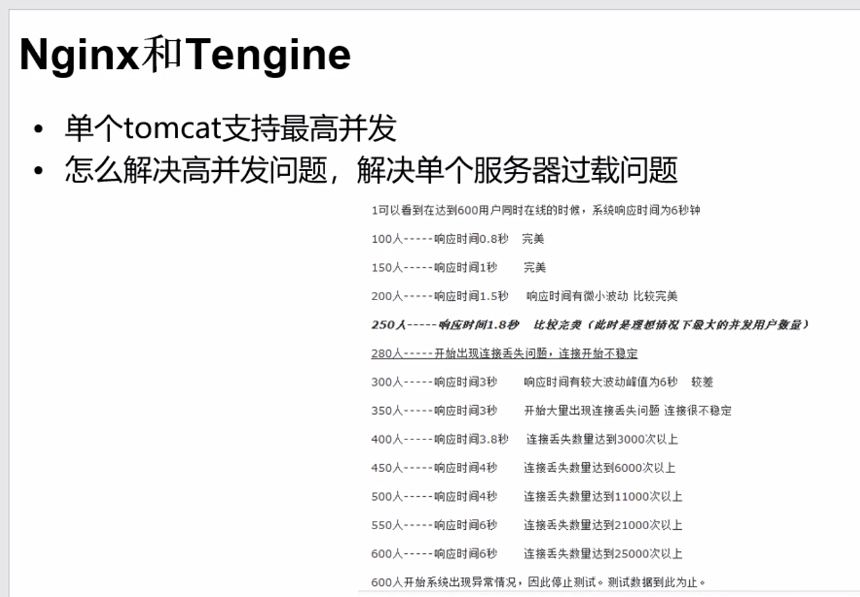 Nginx和Tengine
• 单个tomcat支持最高并发
• 怎么解决高并发问题，解决单个服务器过载问题
1可以看到在达到600用户同时在线的时候，系统响应时间为6秒钟
100人-----响应时间0.8秒 完美
150人-----响应时间1秒 完美
200人-----响应时间1.5秒 响应时间有微小波动 比较完美
250人-----响应时间1.8秒 比较完美（此时是理想情况下最大的并发用户数量）
280人-----开始出现连接丢失问题，连接开始不稳定
300人-----响应时间3秒 响应时间有较大波动峰值为6秒 较差
350人-----响应时间3秒 开始大量出现连接丢失问题 连接很不稳定
400人-----响应时间3.8秒 连接丢失数量达到3000次以上
450人-----响应时间4秒 连接丢失数量达到6000次以上
500人-----响应时间4秒 连接丢失数量达到11000次以上
550人-----响应时间6秒 连接丢失数量达到21000次以上
600人-----响应时间6秒 连接丢失数量达到25000次以上
600人开始系统出现异常情况，因此停止测试。测试数据到此为止。